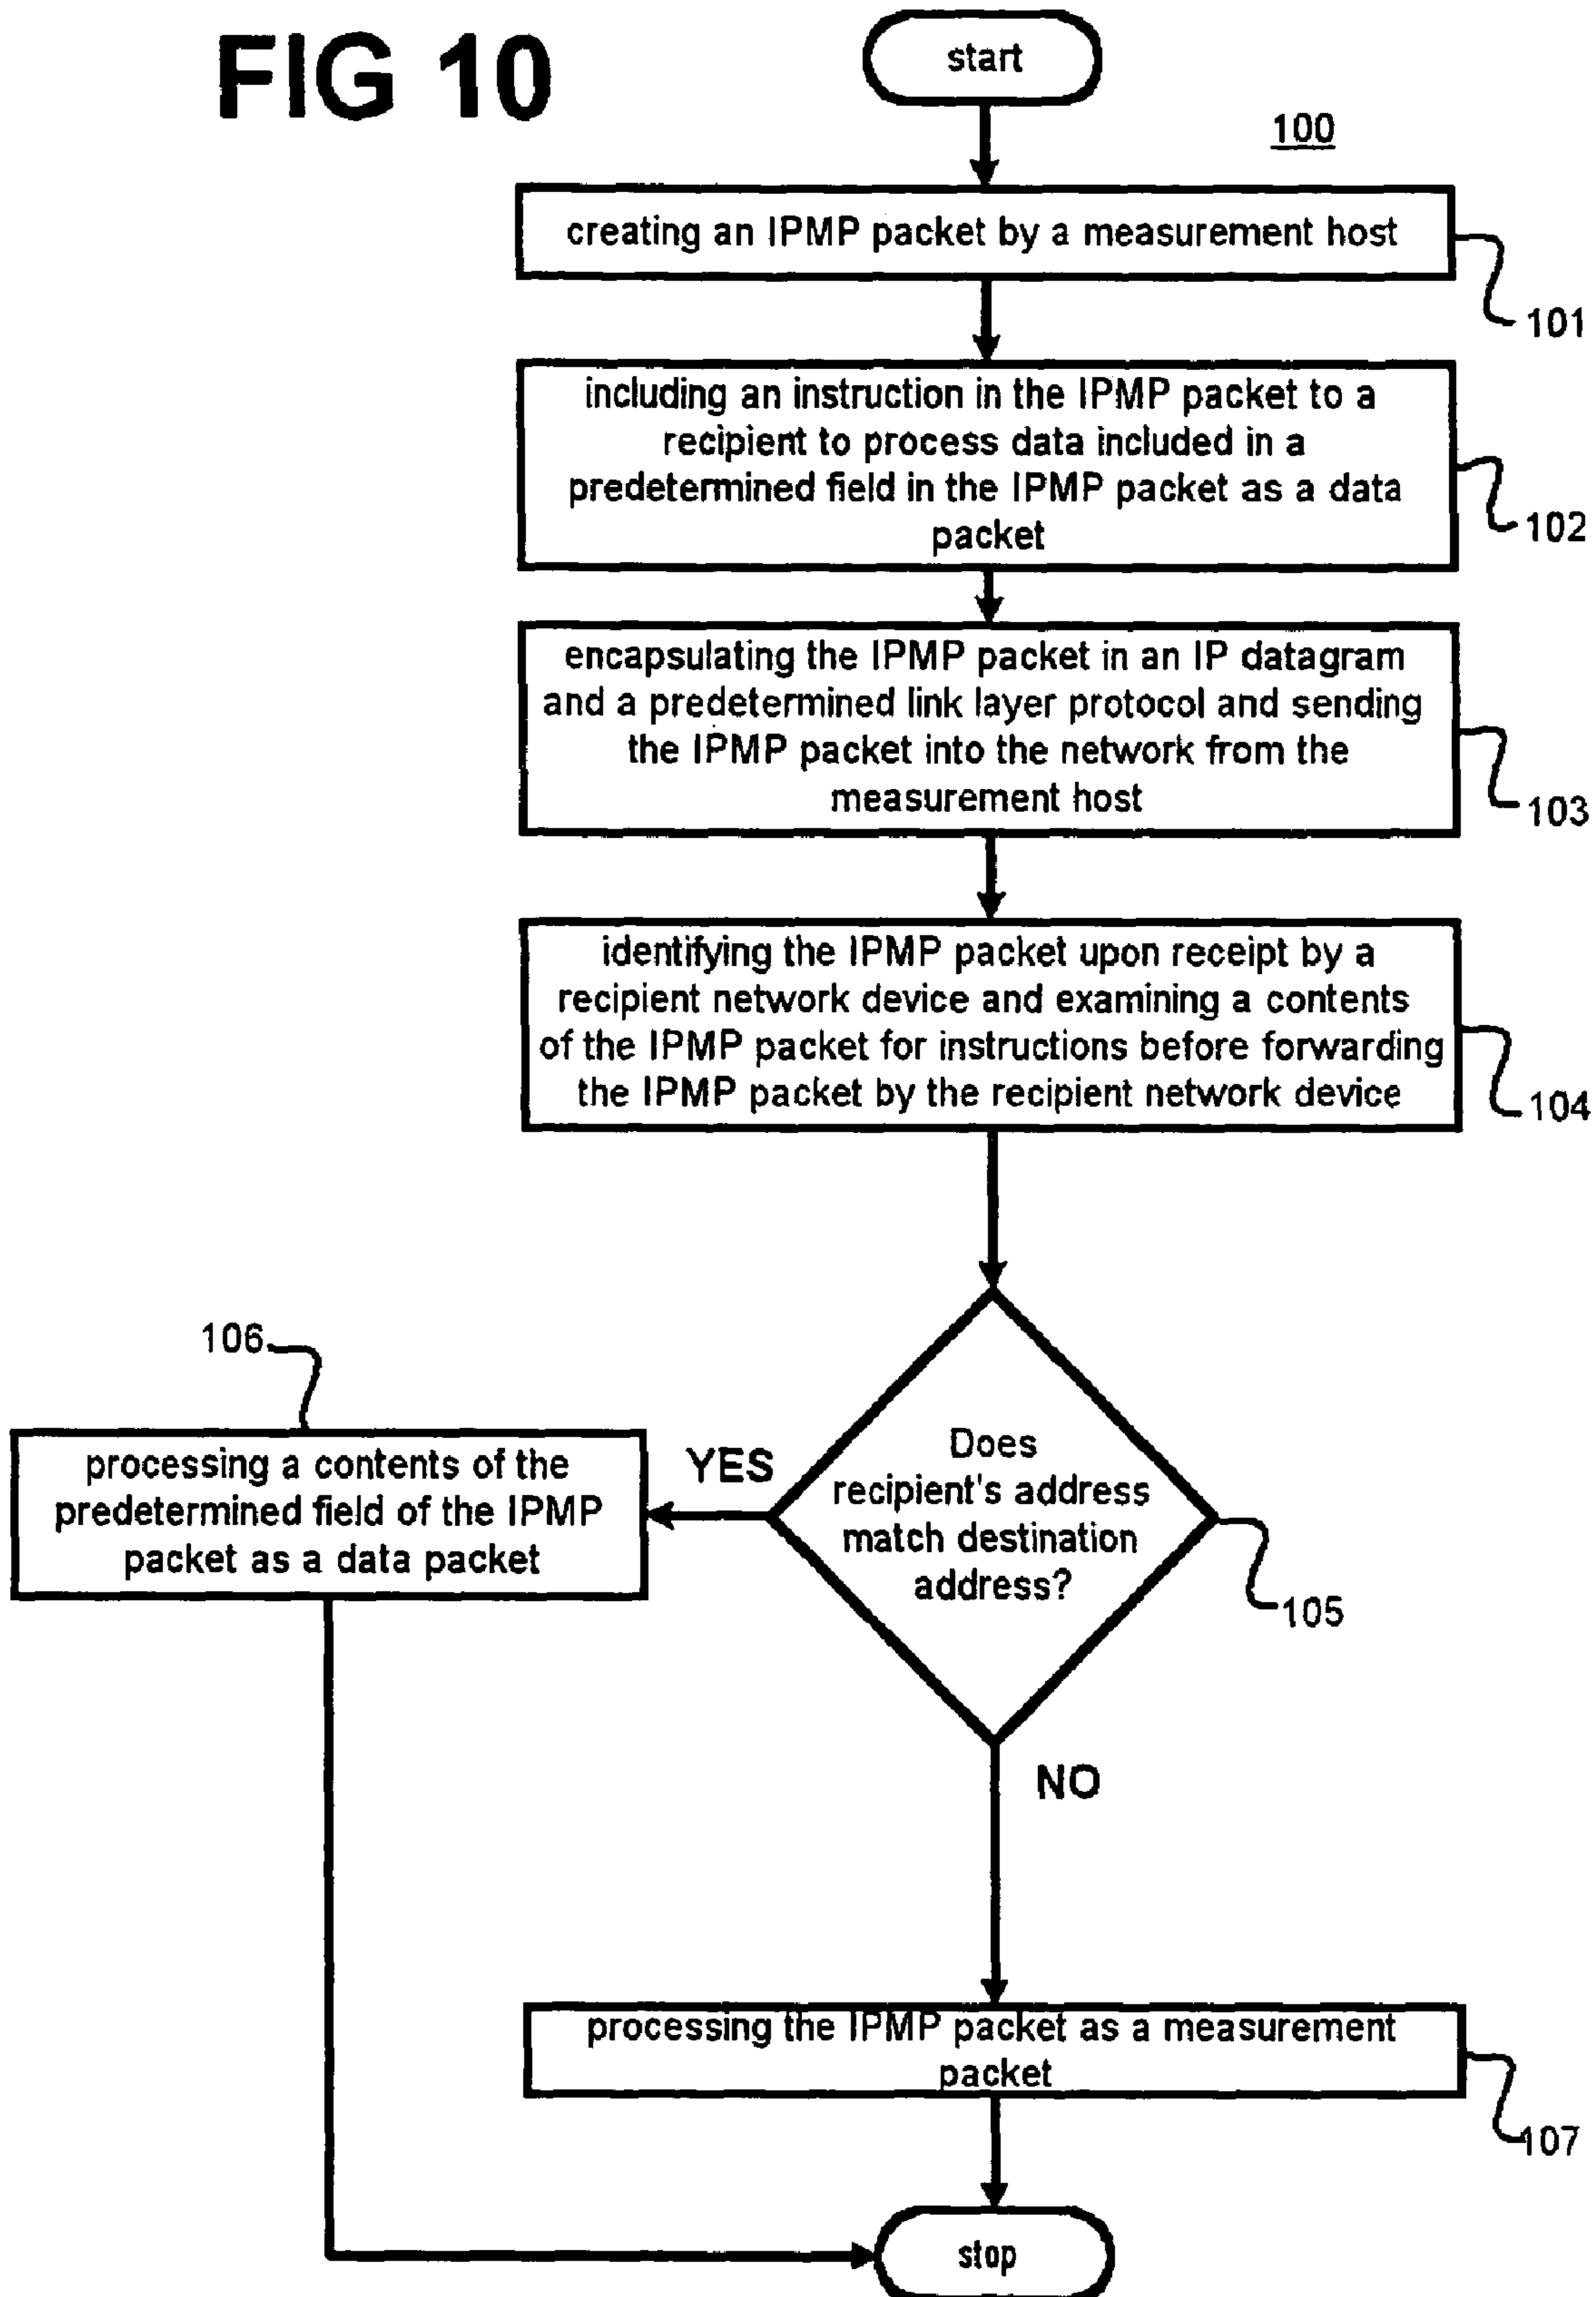 FIG 10
start
100
creating an IPMP packet by a measurement host
101
including an instruction in the IPMP packet to a
recipient to process data included in a
predetermined field in the IPMP packet as a data
packet
102
encapsulating the IPMP packet in an IP datagram
and a predetermined link layer protocol and sending
the IPMP packet into the network from the
measurement host
103
identifying the IPMP packet upon receipt by a
recipient network device and examining a contents
of the IPMP packet for instructions before forwarding
the IPMP packet by the recipient network device
104
106
processing a contents of the
predetermined field of the IPMP
packet as a data packet
YES
Does
recipient's address
match destination
address?
105
NO
processing the IPMP packet as a measurement
packet
107
stop